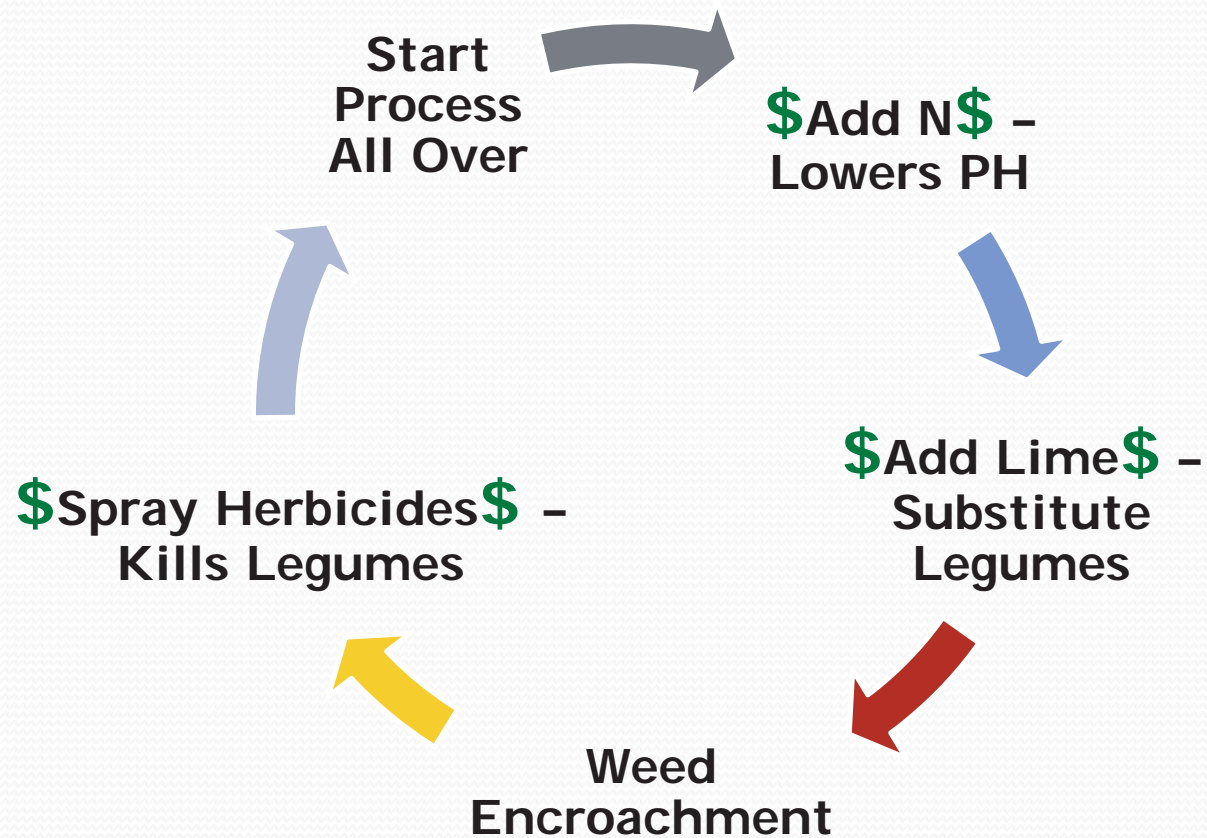 Start
Process
All Over
$Add N$ –
Lowers PH
$Add Lime$ –
Substitute
Legumes
Weed
Encroachment
$Spray Herbicides$ –
Kills Legumes